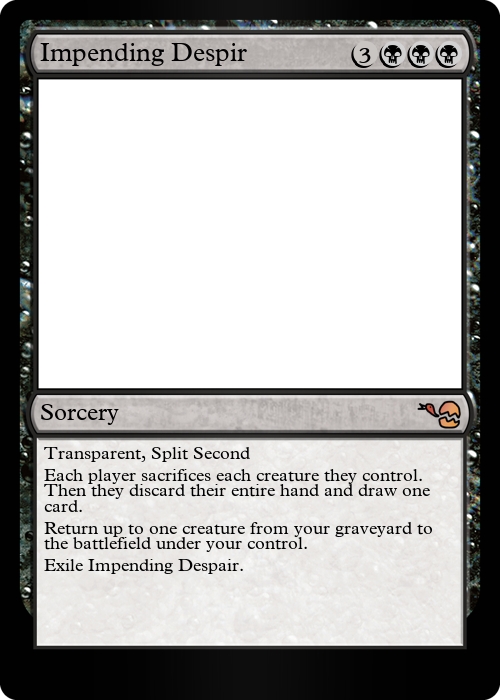 Impending Despir 3
Sorcery
Transparent, Split Second
Each player sacrifices each creature they control.
Then they discard their entire hand and draw one
card.
Return up to one creature from your graveyard to
the battlefield under your control.
Exile Impending Despair.